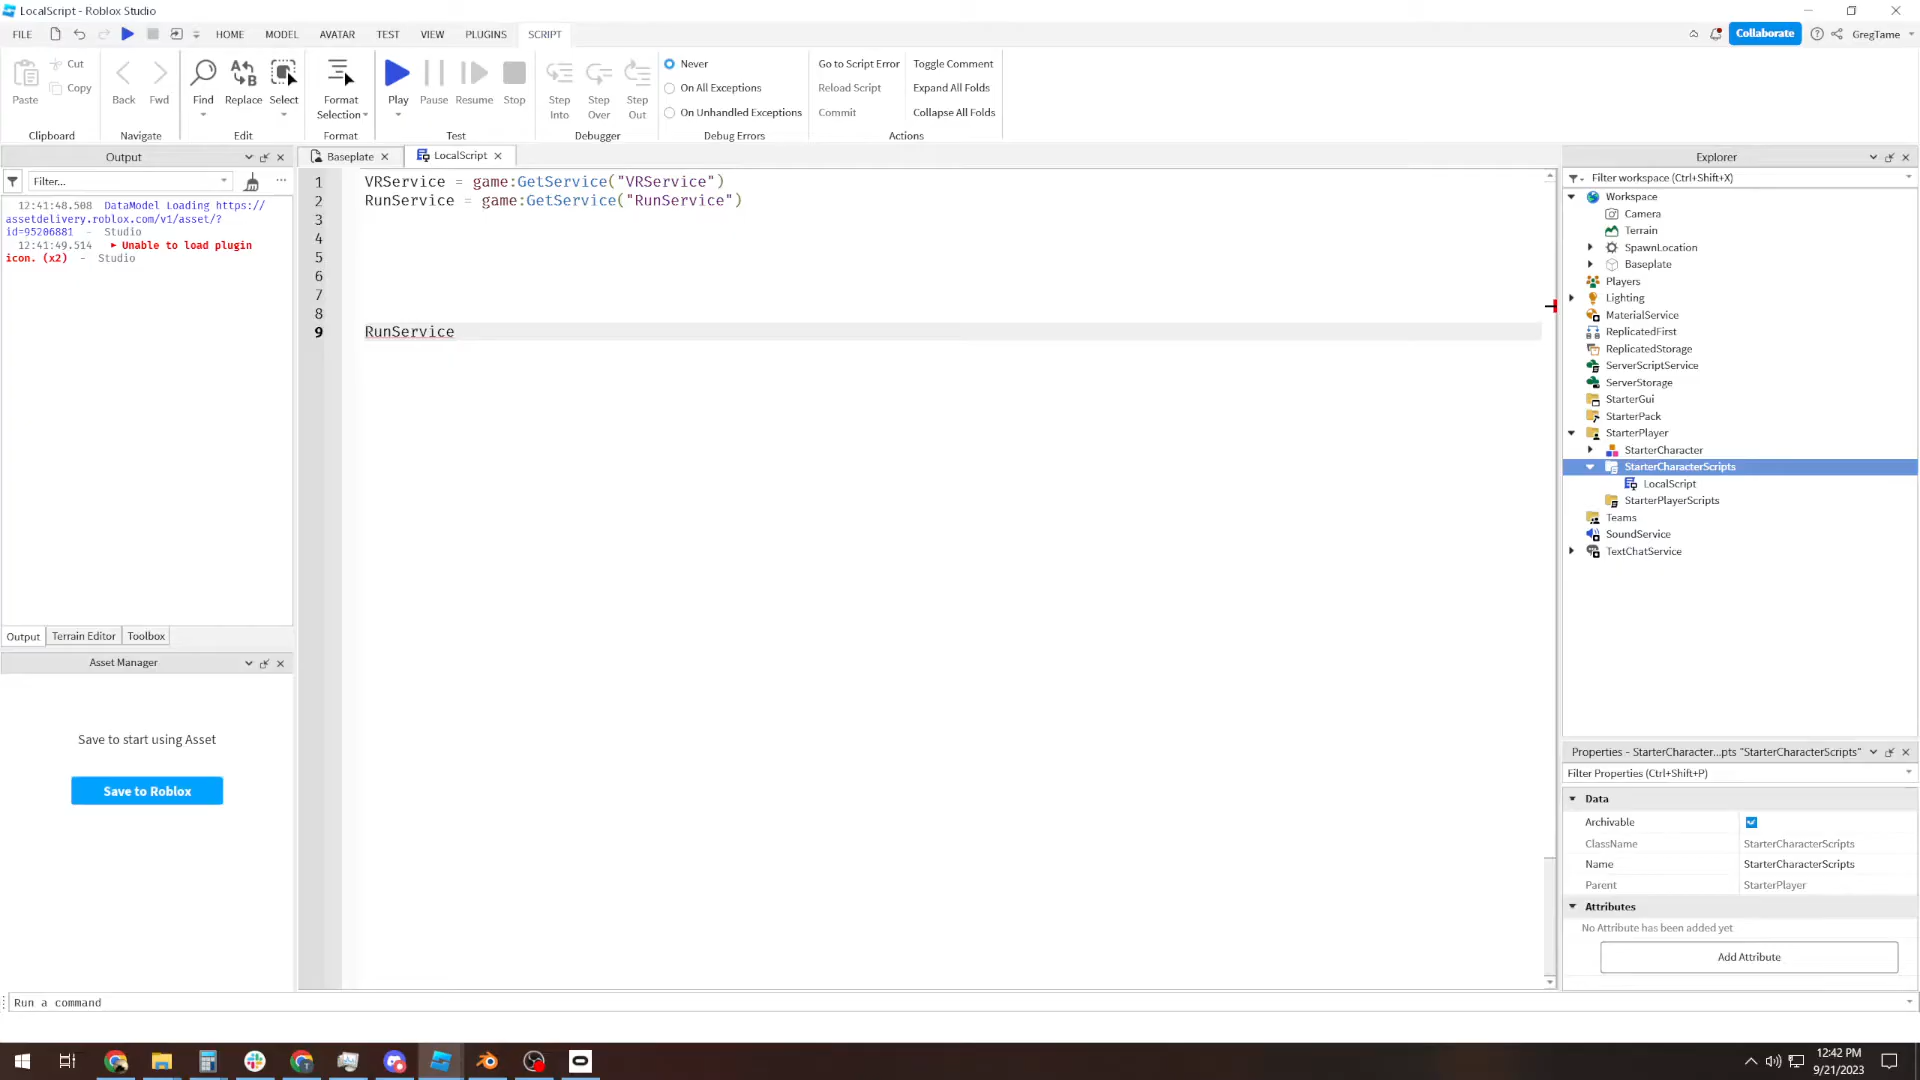 LocalScript - Roblox Studio
FILE HOME MODEL AVATAR TEST VIEW PLUGINS SCRIPT Collaborate GregTame
Paste
Cut
Copy
Clipboard
Back Fwd
Navigate
Find Replace Select
Edit
Format
Selection
Format
Play Pause Resume Stop
Test
Step
Into
Step
Over
Step
Out
Debugger
Never
On All Exceptions
On Unhandled Exceptions
Debug Errors
Go to Script Error Toggle Comment
Reload Script Expand All Folds
Commit Collapse All Folds
Actions
Output
Filter...
12:41:48.508 DataModel Loading https://
assetdelivery.roblox.com/v1/asset/?
id=95206881 - Studio
12:41:49.514 Unable to load plugin
icon. (x2) - Studio
Output Terrain Editor Toolbox
Asset Manager
Save to start using Asset
Save to Roblox
Baseplate LocalScript
1 VRService = game:GetService("VRService")
2 RunService = game:GetService("RunService")
3
4
5
6
7
8
9 RunService
Explorer
Filter workspace (Ctrl+Shift+X)
Workspace
Camera
Terrain
SpawnLocation
Baseplate
Players
Lighting
MaterialService
ReplicatedFirst
ReplicatedStorage
ServerScriptService
ServerStorage
StarterGui
StarterPack
StarterPlayer
StarterCharacter
StarterCharacterScripts
LocalScript
StarterPlayerScripts
Teams
SoundService
TextChatService
Properties - StarterCharacter...pts "StarterCharacterScripts"
Filter Properties (Ctrl+Shift+P)
Data
Archivable
ClassName StarterCharacterScripts
Name StarterCharacterScripts
Parent StarterPlayer
Attributes
No Attribute has been added yet
Add Attribute
Run a command
12:42 PM
9/21/2023